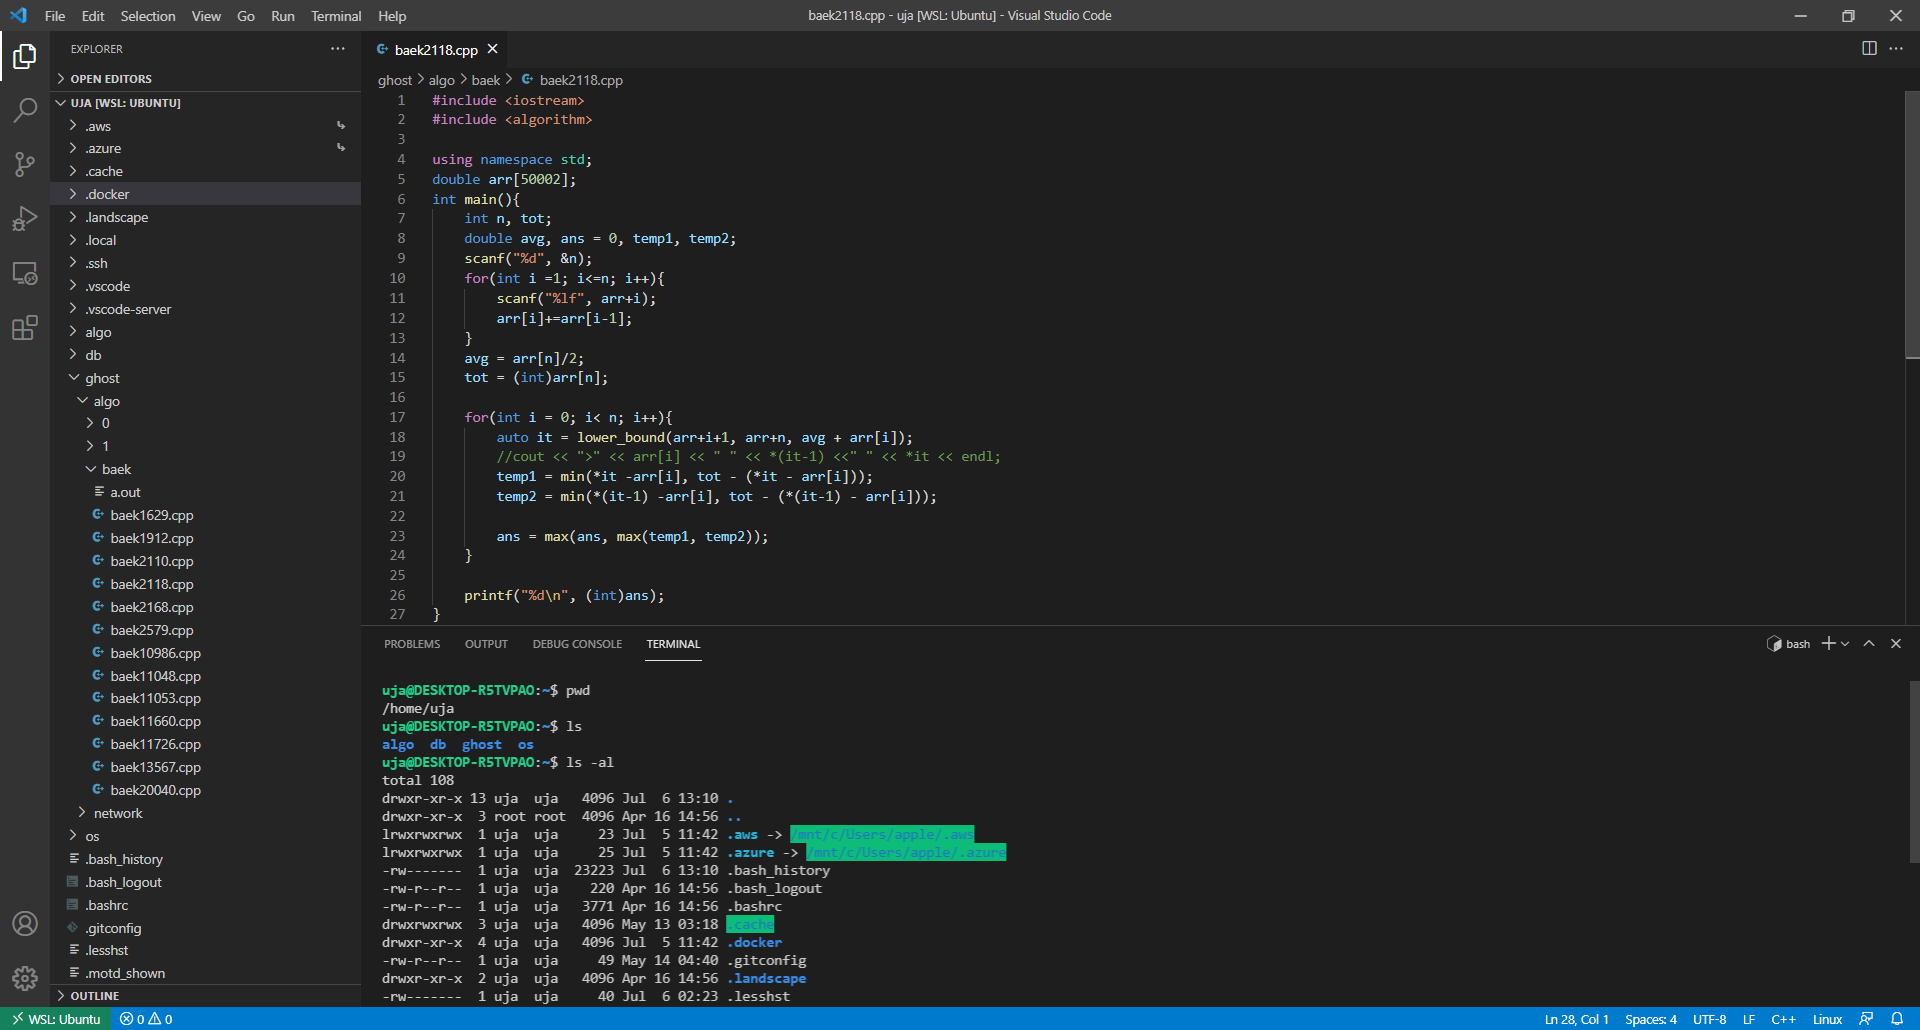 File Edit Selection View Go Run Terminal Help
baek2118.cpp - uja [WSL: Ubuntu] - Visual Studio Code
EXPLORER
OPEN EDITORS
UJA [WSL: UBUNTU]
.aws
.azure
.cache
.docker
.landscape
.local
.ssh
.vscode
.vscode-server
algo
db
ghost
algo
0
1
baek
a.out
baek1629.cpp
baek1912.cpp
baek2110.cpp
baek2118.cpp
baek2168.cpp
baek2579.cpp
baek10986.cpp
baek11048.cpp
baek11053.cpp
baek11660.cpp
baek11726.cpp
baek13567.cpp
baek20040.cpp
network
os
.bash_history
.bash_logout
.bashrc
.gitconfig
.lesshst
.motd_shown
OUTLINE
baek2118.cpp
ghost > algo > baek > baek2118.cpp
1 #include <iostream>
2 #include <algorithm>
3
4 using namespace std;
5 double arr[50002];
6 int main(){
7     int n, tot;
8     double avg, ans = 0, temp1, temp2;
9     scanf("%d", &n);
10     for(int i =1; i<=n; i++){
11         scanf("%lf", arr+i);
12         arr[i]+=arr[i-1];
13     }
14     avg = arr[n]/2;
15     tot = (int)arr[n];
16
17     for(int i = 0; i< n; i++){
18         auto it = lower_bound(arr+i+1, arr+n, avg + arr[i]);
19         //cout << ">" << arr[i] << " " << *(it-1) <<" " << *it << endl;
20         temp1 = min(*it -arr[i], tot - (*it - arr[i]));
21         temp2 = min(*(it-1) -arr[i], tot - (*(it-1) - arr[i]));
22
23         ans = max(ans, max(temp1, temp2));
24     }
25
26     printf("%d\n", (int)ans);
27 }
PROBLEMS OUTPUT DEBUG CONSOLE TERMINAL
bash
uja@DESKTOP-R5TVPAO:~$ pwd
/home/uja
uja@DESKTOP-R5TVPAO:~$ ls
algo  db  ghost  os
uja@DESKTOP-R5TVPAO:~$ ls -al
total 108
drwxr-xr-x 13 uja  uja   4096 Jul  6 13:10 .
drwxr-xr-x  3 root root  4096 Apr 16 14:56 ..
lrwxrwxrwx  1 uja  uja     23 Jul  5 11:42 .aws -> /mnt/c/Users/apple/.aws
lrwxrwxrwx  1 uja  uja     25 Jul  5 11:42 .azure -> /mnt/c/Users/apple/.azure
-rw-------  1 uja  uja  23223 Jul  6 13:10 .bash_history
-rw-r--r--  1 uja  uja    220 Apr 16 14:56 .bash_logout
-rw-r--r--  1 uja  uja   3771 Apr 16 14:56 .bashrc
drwxrwxrwx  3 uja  uja   4096 May 13 03:18 .cache
drwxr-xr-x  4 uja  uja   4096 Jul  5 11:42 .docker
-rw-r--r--  1 uja  uja     49 May 14 04:40 .gitconfig
drwxr-xr-x  2 uja  uja   4096 Apr 16 14:56 .landscape
-rw-------  1 uja  uja     40 Jul  6 02:23 .lesshst
WSL: Ubuntu 0 0
Ln 28, Col 1 Spaces: 4 UTF-8 LF C++ Linux